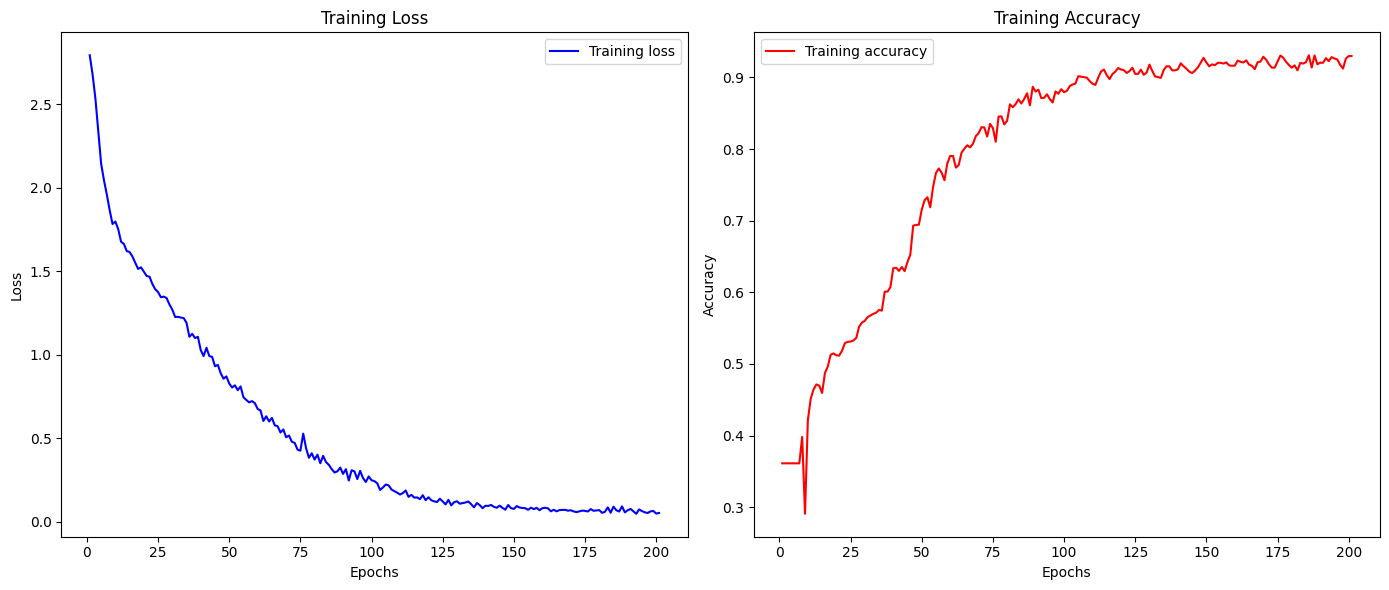 Training Loss
Training loss
2.5
2.0
1.5
1.0
0.5
0.0
Loss
0 25 50 75 100 125 150 175 200
Epochs
Training Accuracy
Training accuracy
0.9
0.8
0.7
0.6
0.5
0.4
0.3
Accuracy
0 25 50 75 100 125 150 175 200
Epochs